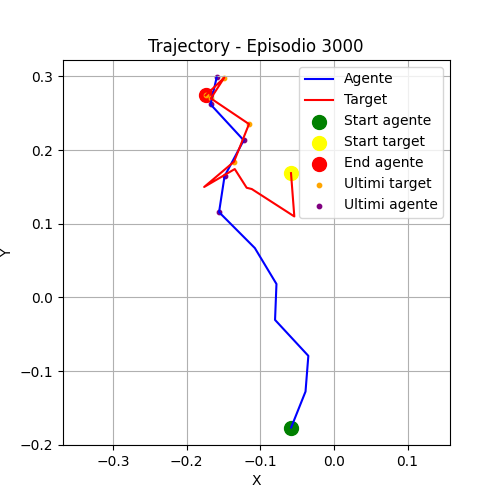 Trajectory - Episodio 3000
Agente
Target
Start agente
Start target
End agente
Ultimi target
Ultimi agente
Y
0.3
0.2
0.1
0.0
−0.1
−0.2
−0.3
−0.2
−0.1
0.0
0.1
X